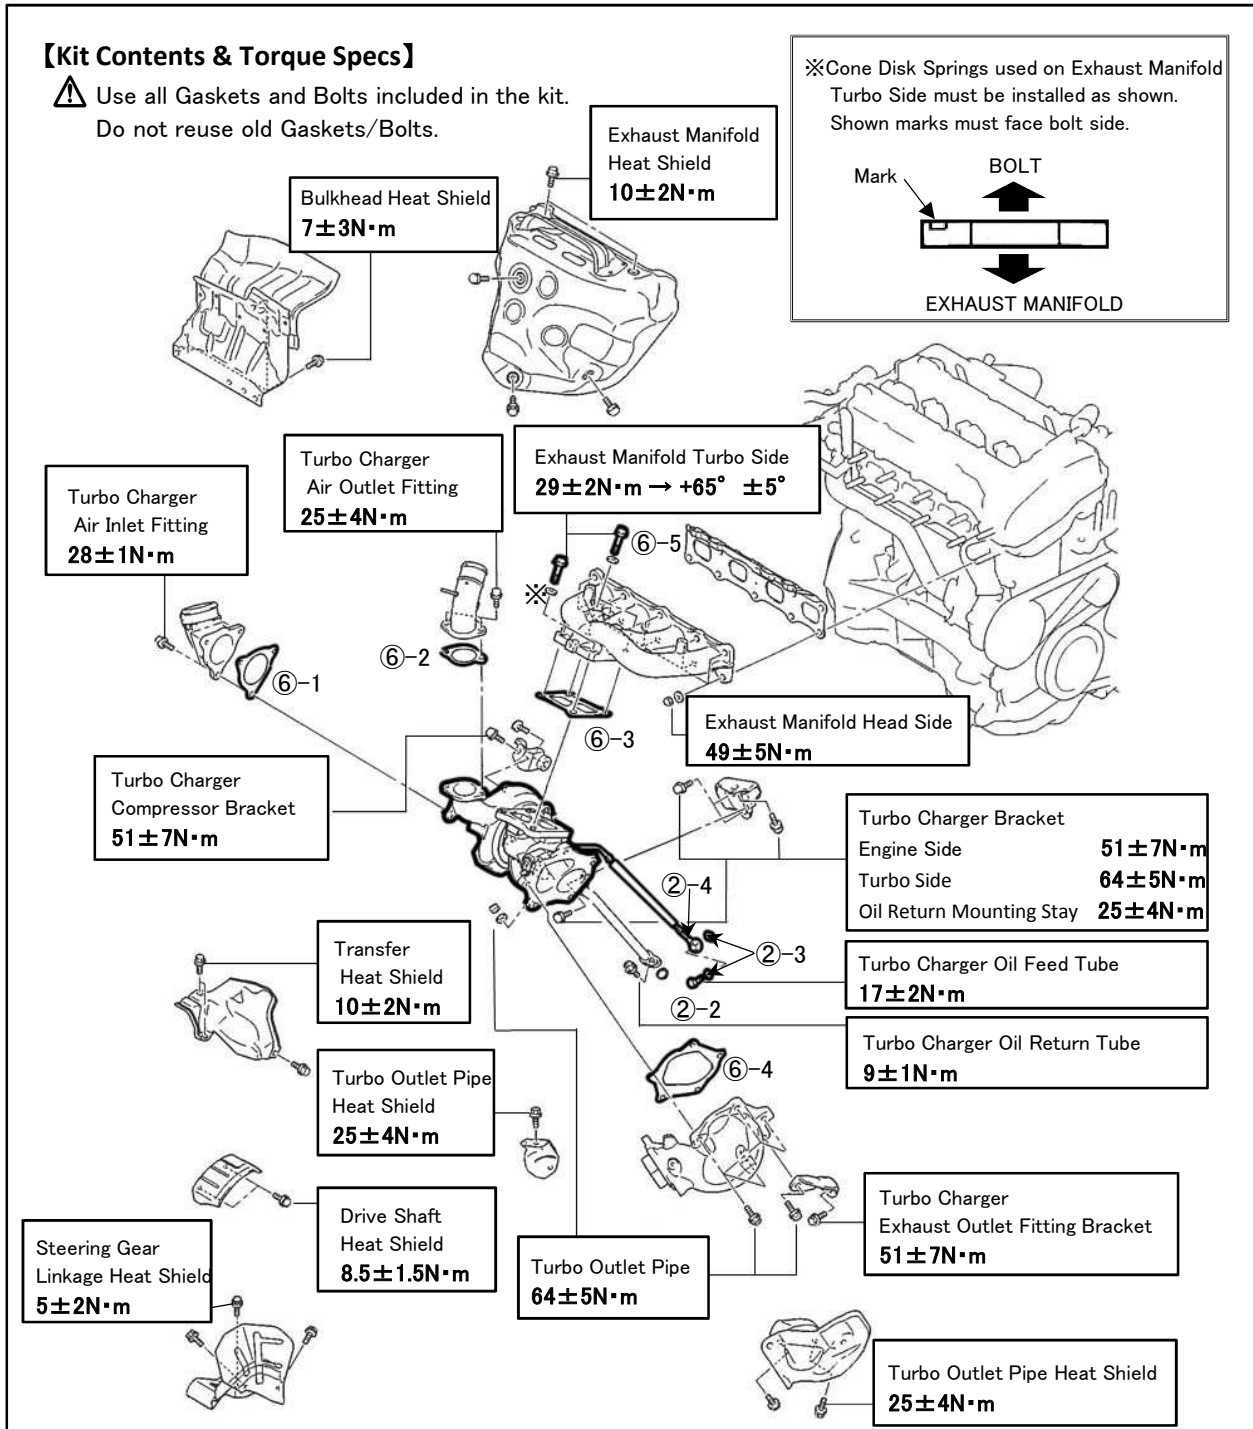 【Kit Contents & Torque Specs】
Use all Gaskets and Bolts included in the kit.
Do not reuse old Gaskets/Bolts.
※Cone Disk Springs used on Exhaust Manifold
Turbo Side must be installed as shown.
Shown marks must face bolt side.
Mark
BOLT
EXHAUST MANIFOLD
Exhaust Manifold
Heat Shield
10±2N・m
Bulkhead Heat Shield
7±3N・m
Turbo Charger
Air Outlet Fitting
25±4N・m
Exhaust Manifold Turbo Side
29±2N・m → +65° ±5°
Turbo Charger
Air Inlet Fitting
28±1N・m
⑥-5
※
⑥-2
⑥-1
⑥-3
Exhaust Manifold Head Side
49±5N・m
Turbo Charger
Compressor Bracket
51±7N・m
Turbo Charger Bracket
Engine Side 51±7N・m
Turbo Side 64±5N・m
Oil Return Mounting Stay 25±4N・m
②-4
②-3
②-2
Transfer
Heat Shield
10±2N・m
Turbo Charger Oil Feed Tube
17±2N・m
Turbo Charger Oil Return Tube
9±1N・m
⑥-4
Turbo Outlet Pipe
Heat Shield
25±4N・m
Drive Shaft
Heat Shield
8.5±1.5N・m
Turbo Charger
Exhaust Outlet Fitting Bracket
51±7N・m
Steering Gear
Linkage Heat Shield
5±2N・m
Turbo Outlet Pipe
64±5N・m
Turbo Outlet Pipe Heat Shield
25±4N・m